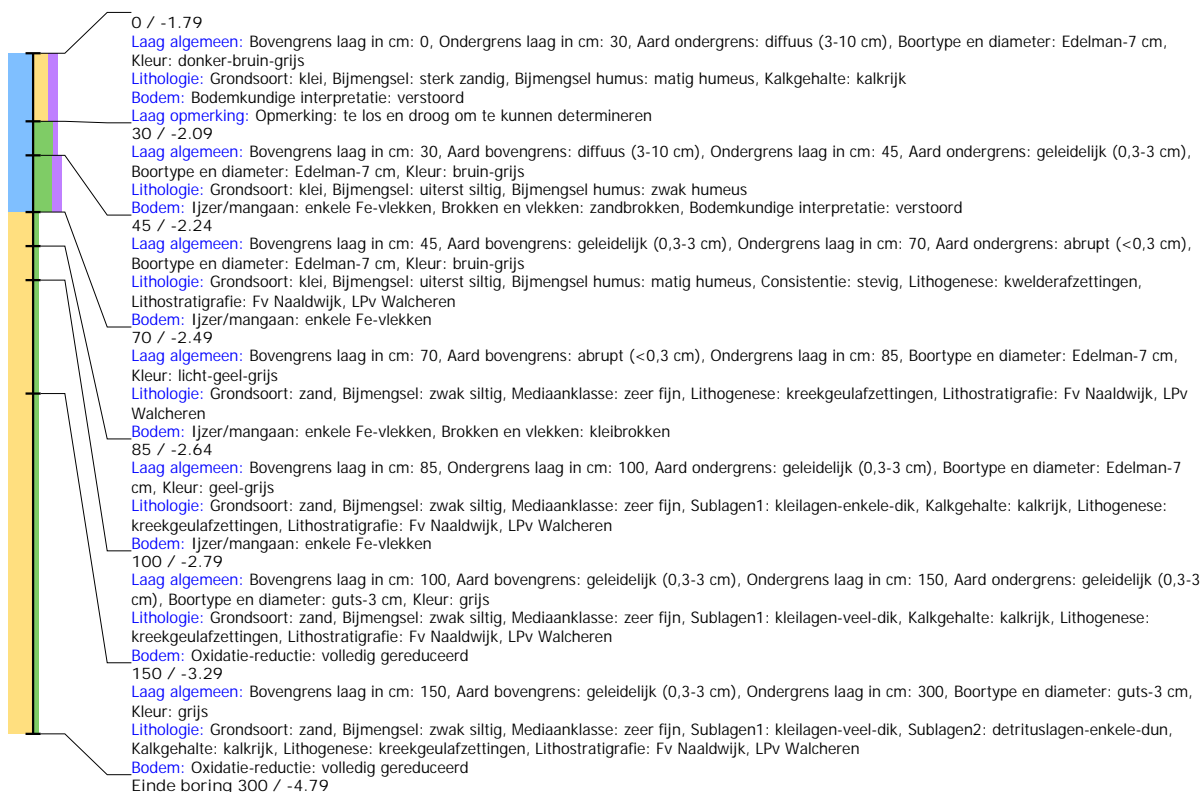 0 / -1.79
Laag algemeen: Bovengrens laag in cm: 0, Ondergrens laag in cm: 30, Aard ondergrens: diffuus (3-10 cm), Boortype en diameter: Edelman-7 cm,
Kleur: donker-bruin-grijs
Lithologie: Grondsoort: klei, Bijmengsel: sterk zandig, Bijmengsel humus: matig humeus, Kalkgehalte: kalkrijk
Bodem: Bodemkundige interpretatie: verstoord
Laag opmerking: Opmerking: te los en droog om te kunnen determineren
30 / -2.09
Laag algemeen: Bovengrens laag in cm: 30, Aard bovengrens: diffuus (3-10 cm), Ondergrens laag in cm: 45, Aard ondergrens: geleidelijk (0,3-3 cm),
Boortype en diameter: Edelman-7 cm, Kleur: bruin-grijs
Lithologie: Grondsoort: klei, Bijmengsel: uiterst siltig, Bijmengsel humus: zwak humeus
Bodem: Ijzer/mangaan: enkele Fe-vlekken, Brokken en vlekken: zandbrokken, Bodemkundige interpretatie: verstoord
45 / -2.24
Laag algemeen: Bovengrens laag in cm: 45, Aard bovengrens: geleidelijk (0,3-3 cm), Ondergrens laag in cm: 70, Aard ondergrens: abrupt (<0,3 cm),
Boortype en diameter: Edelman-7 cm, Kleur: bruin-grijs
Lithologie: Grondsoort: klei, Bijmengsel: uiterst siltig, Bijmengsel humus: matig humeus, Consistentie: stevig, Lithogenese: kwelderafzettingen,
Lithostratigrafie: Fv Naaldwijk, LPv Walcheren
Bodem: Ijzer/mangaan: enkele Fe-vlekken
70 / -2.49
Laag algemeen: Bovengrens laag in cm: 70, Aard bovengrens: abrupt (<0,3 cm), Ondergrens laag in cm: 85, Boortype en diameter: Edelman-7 cm,
Kleur: licht-geel-grijs
Lithologie: Grondsoort: zand, Bijmengsel: zwak siltig, Mediaanklasse: zeer fijn, Lithogenese: kreekgeulafzettingen, Lithostratigrafie: Fv Naaldwijk, LPv
Walcheren
Bodem: Ijzer/mangaan: enkele Fe-vlekken, Brokken en vlekken: kleibrokken
85 / -2.64
Laag algemeen: Bovengrens laag in cm: 85, Ondergrens laag in cm: 100, Aard ondergrens: geleidelijk (0,3-3 cm), Boortype en diameter: Edelman-7
cm, Kleur: geel-grijs
Lithologie: Grondsoort: zand, Bijmengsel: zwak siltig, Mediaanklasse: zeer fijn, Sublagen1: kleilagen-enkele-dik, Kalkgehalte: kalkrijk, Lithogenese:
kreekgeulafzettingen, Lithostratigrafie: Fv Naaldwijk, LPv Walcheren
Bodem: Ijzer/mangaan: enkele Fe-vlekken
100 / -2.79
Laag algemeen: Bovengrens laag in cm: 100, Aard bovengrens: geleidelijk (0,3-3 cm), Ondergrens laag in cm: 150, Aard ondergrens: geleidelijk (0,3-3
cm), Boortype en diameter: guts-3 cm, Kleur: grijs
Lithologie: Grondsoort: zand, Bijmengsel: zwak siltig, Mediaanklasse: zeer fijn, Sublagen1: kleilagen-veel-dik, Kalkgehalte: kalkrijk, Lithogenese:
kreekgeulafzettingen, Lithostratigrafie: Fv Naaldwijk, LPv Walcheren
Bodem: Oxidatie-reductie: volledig gereduceerd
150 / -3.29
Laag algemeen: Bovengrens laag in cm: 150, Aard bovengrens: geleidelijk (0,3-3 cm), Ondergrens laag in cm: 300, Boortype en diameter: guts-3 cm,
Kleur: grijs
Lithologie: Grondsoort: zand, Bijmengsel: zwak siltig, Mediaanklasse: zeer fijn, Sublagen1: kleilagen-veel-dik, Sublagen2: detrituslagen-enkele-dun,
Kalkgehalte: kalkrijk, Lithogenese: kreekgeulafzettingen, Lithostratigrafie: Fv Naaldwijk, LPv Walcheren
Bodem: Oxidatie-reductie: volledig gereduceerd
Einde boring 300 / -4.79